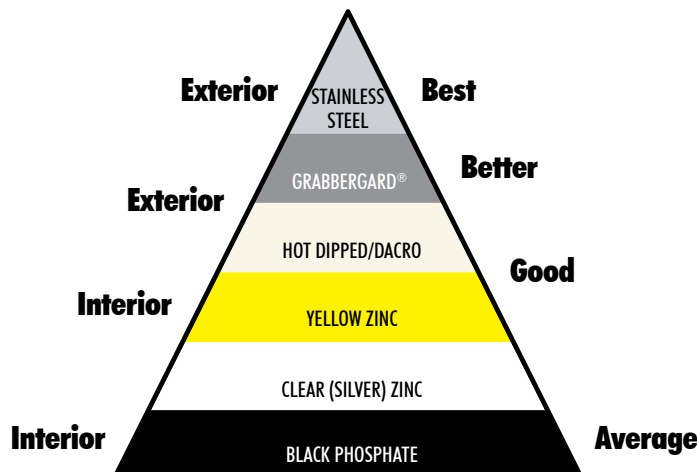 Exterior
STAINLESS
STEEL
Best
GRABBERGARD®
Better
Exterior
HOT DIPPED/DACRO
Good
Interior
YELLOW ZINC
CLEAR (SILVER) ZINC
Interior
BLACK PHOSPHATE
Average